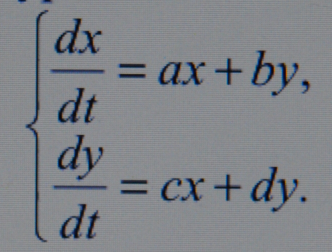 dx/dt = ax + by,
dy/dt = cx + dy.